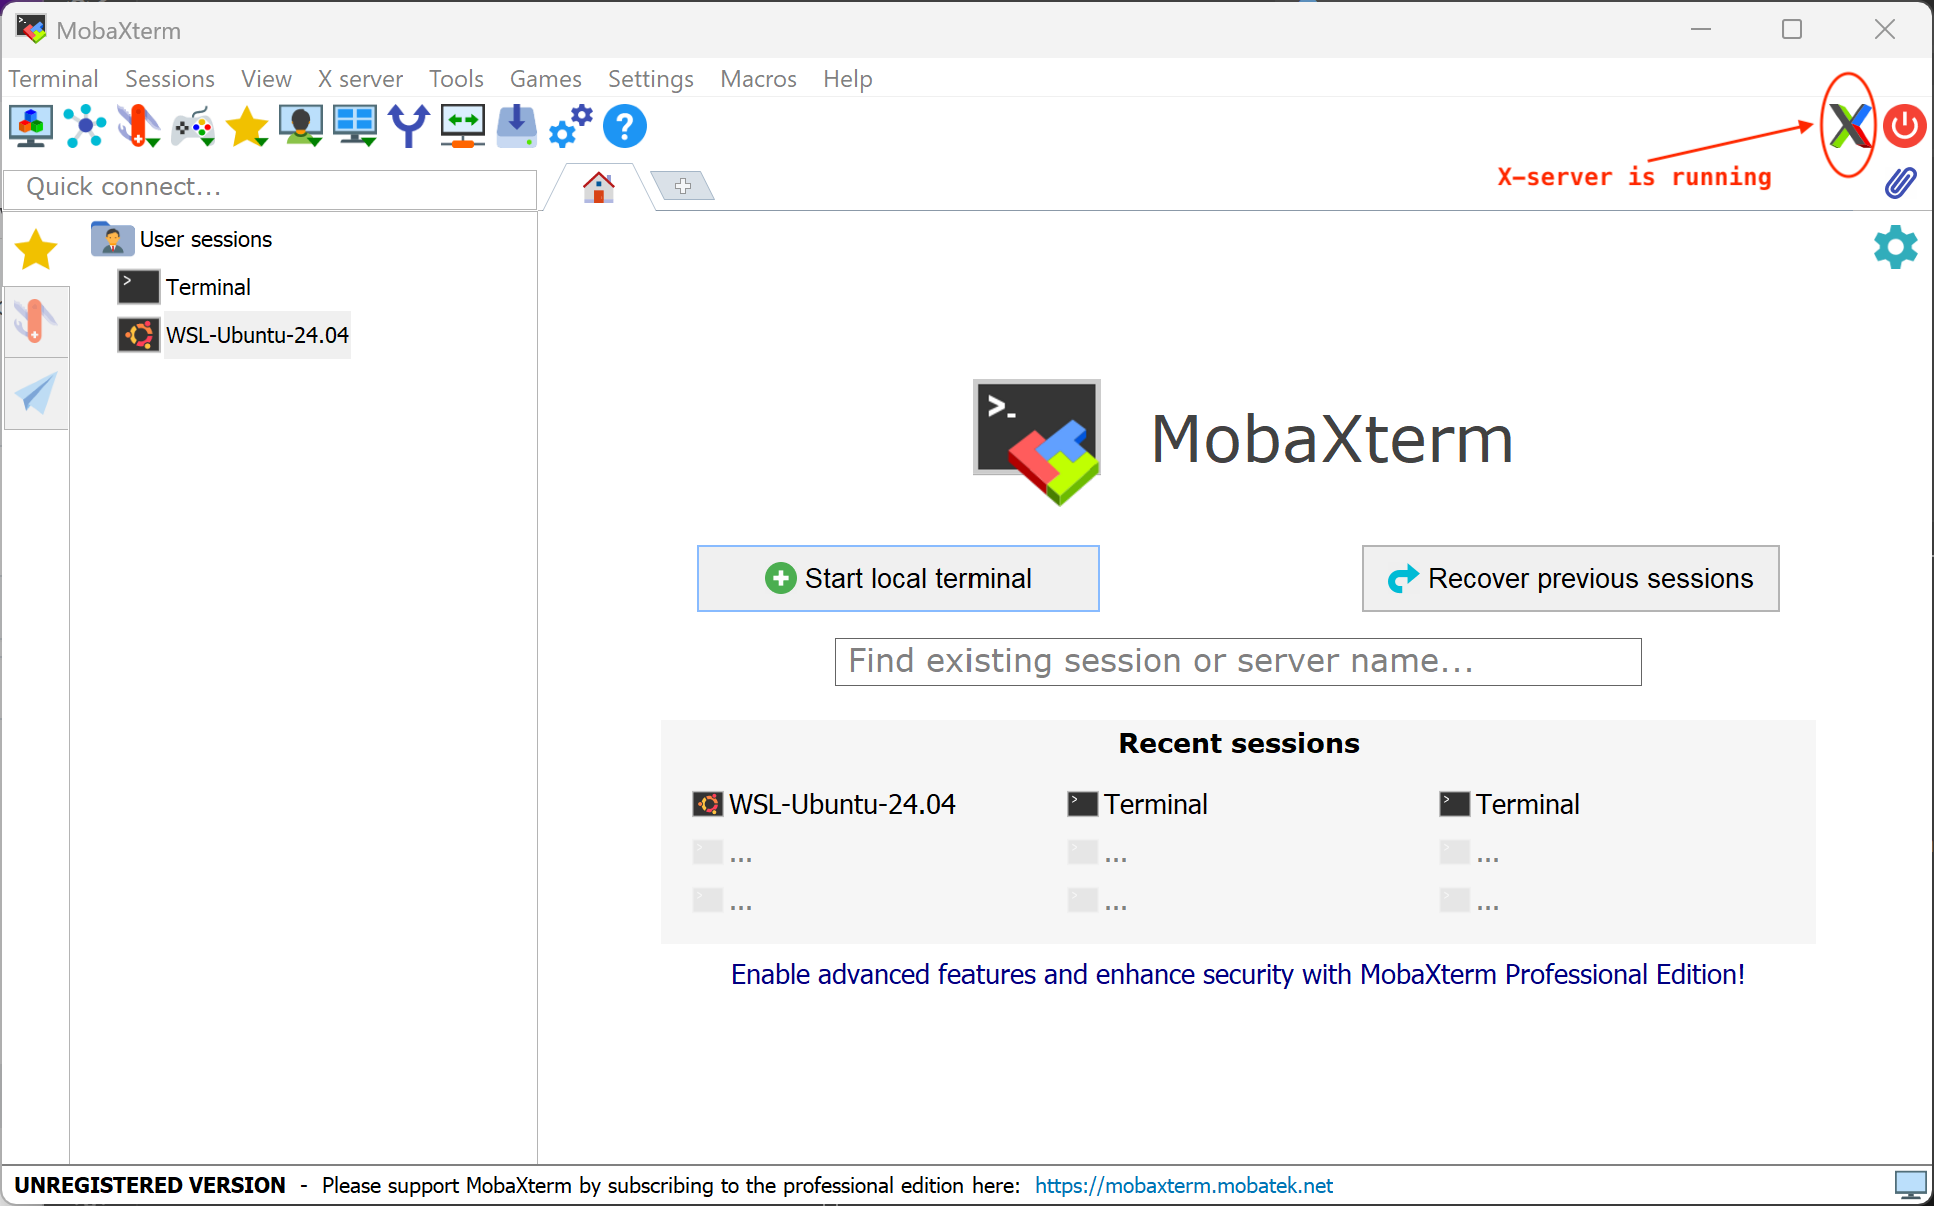 MobaXterm
Terminal Sessions View X server Tools Games Settings Macros Help
X-server is running
Quick connect...
User sessions
Terminal
WSL-Ubuntu-24.04
MobaXterm
Start local terminal
Recover previous sessions
Find existing session or server name...
Recent sessions
WSL-Ubuntu-24.04 Terminal Terminal
... ... ...
... ... ...
Enable advanced features and enhance security with MobaXterm Professional Edition!
UNREGISTERED VERSION - Please support MobaXterm by subscribing to the professional edition here: https://mobaxterm.mobatek.net